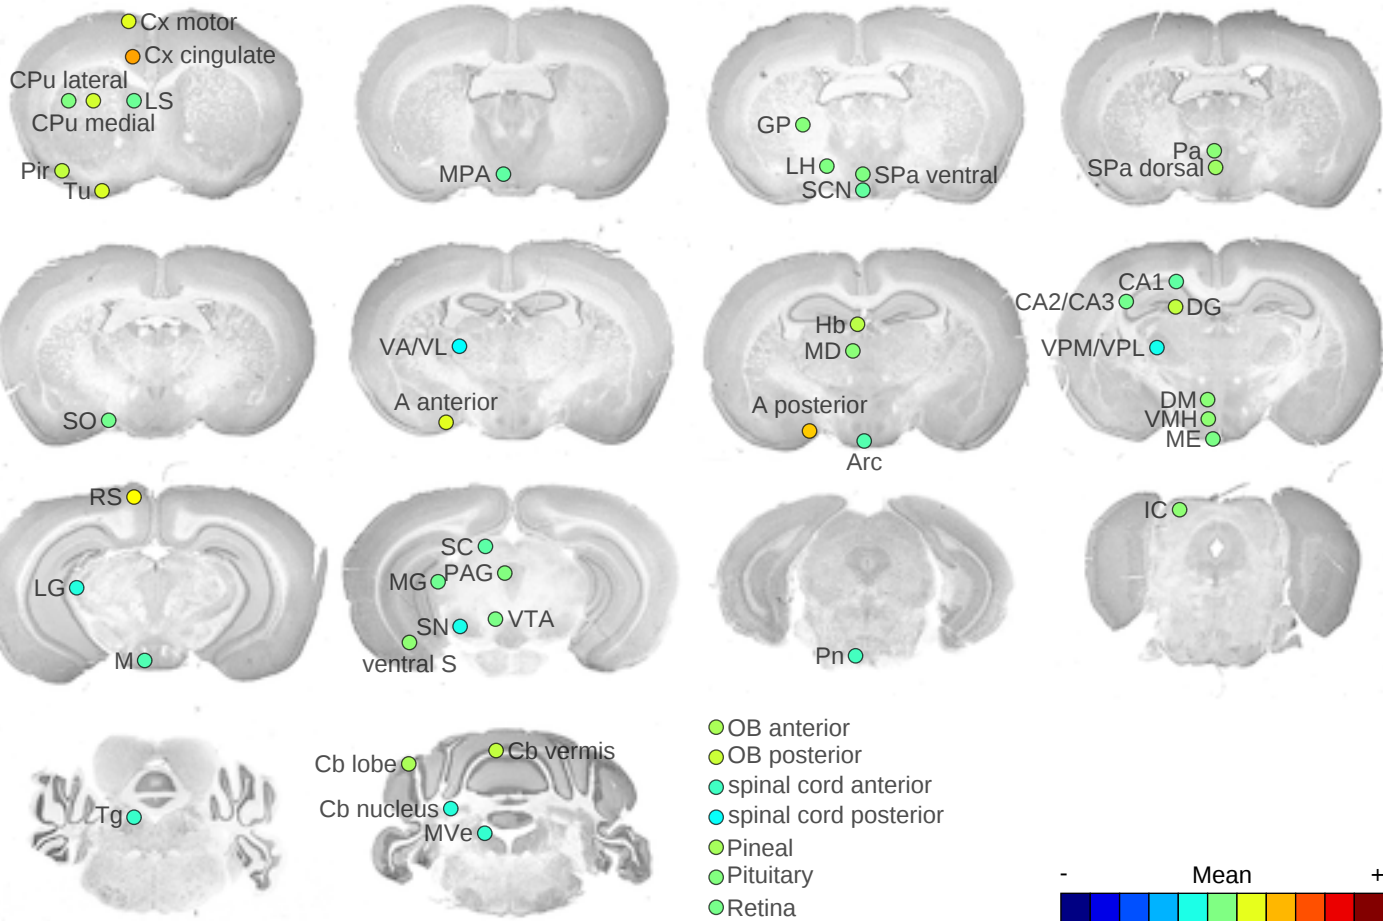 Cx motor
Cx cingulate
CPu lateral
LS
CPu medial
Pir
Tu
MPA
GP
LH
SPa ventral
SCN
Pa
SPa dorsal
SO
VA/VL
A anterior
Hb
MD
A posterior
Arc
CA1
CA2/CA3
DG
VPM/VPL
DM
VMH
ME
RS
LG
M
SC
MG
PAG
SN
VTA
ventral S
Pn
IC
Tg
Cb lobe
Cb vermis
Cb nucleus
MVe
OB anterior
OB posterior
spinal cord anterior
spinal cord posterior
Pineal
Pituitary
Retina
- Mean +